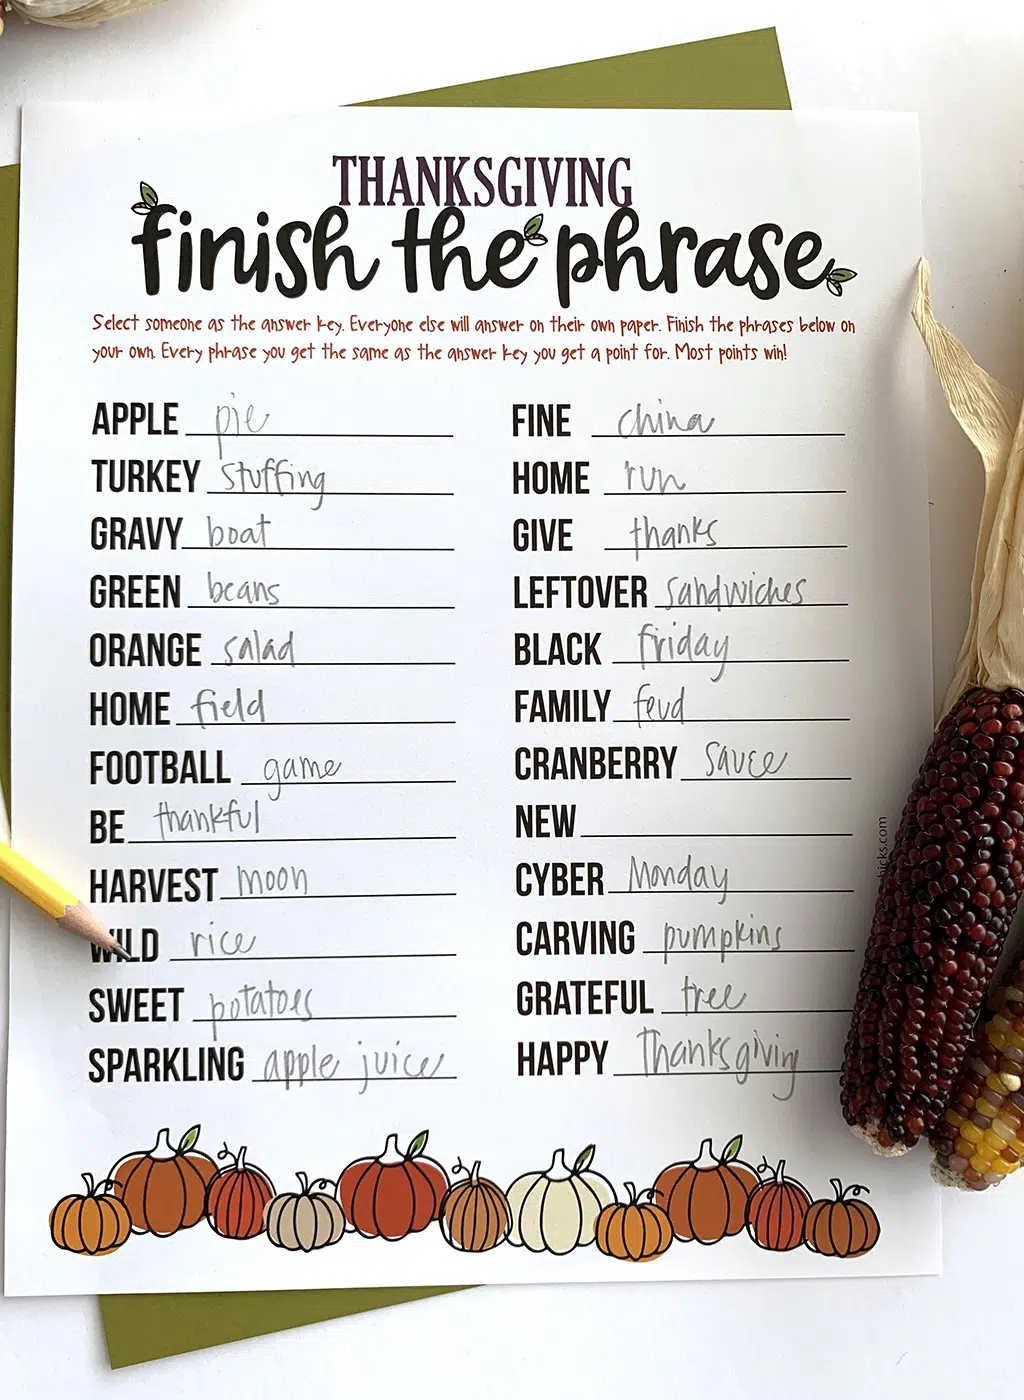 THANKSGIVING
finish the phrase
Select someone as the answer key. Everyone else will answer on their own paper. Finish the phrases below on
your own. Every phrase you get the same as the answer key you get a point for. Most points win!
APPLE pie
TURKEY stuffing
GRAVY boat
GREEN beans
ORANGE salad
HOME field
FOOTBALL game
BE thankful
HARVEST moon
WILD rice
SWEET potatoes
SPARKLING apple juice
FINE china
HOME run
GIVE thanks
LEFTOVER sandwiches
BLACK friday
FAMILY feud
CRANBERRY sauce
NEW
CYBER Monday
CARVING pumpkins
GRATEFUL tree
HAPPY Thanksgiving
hicks.com